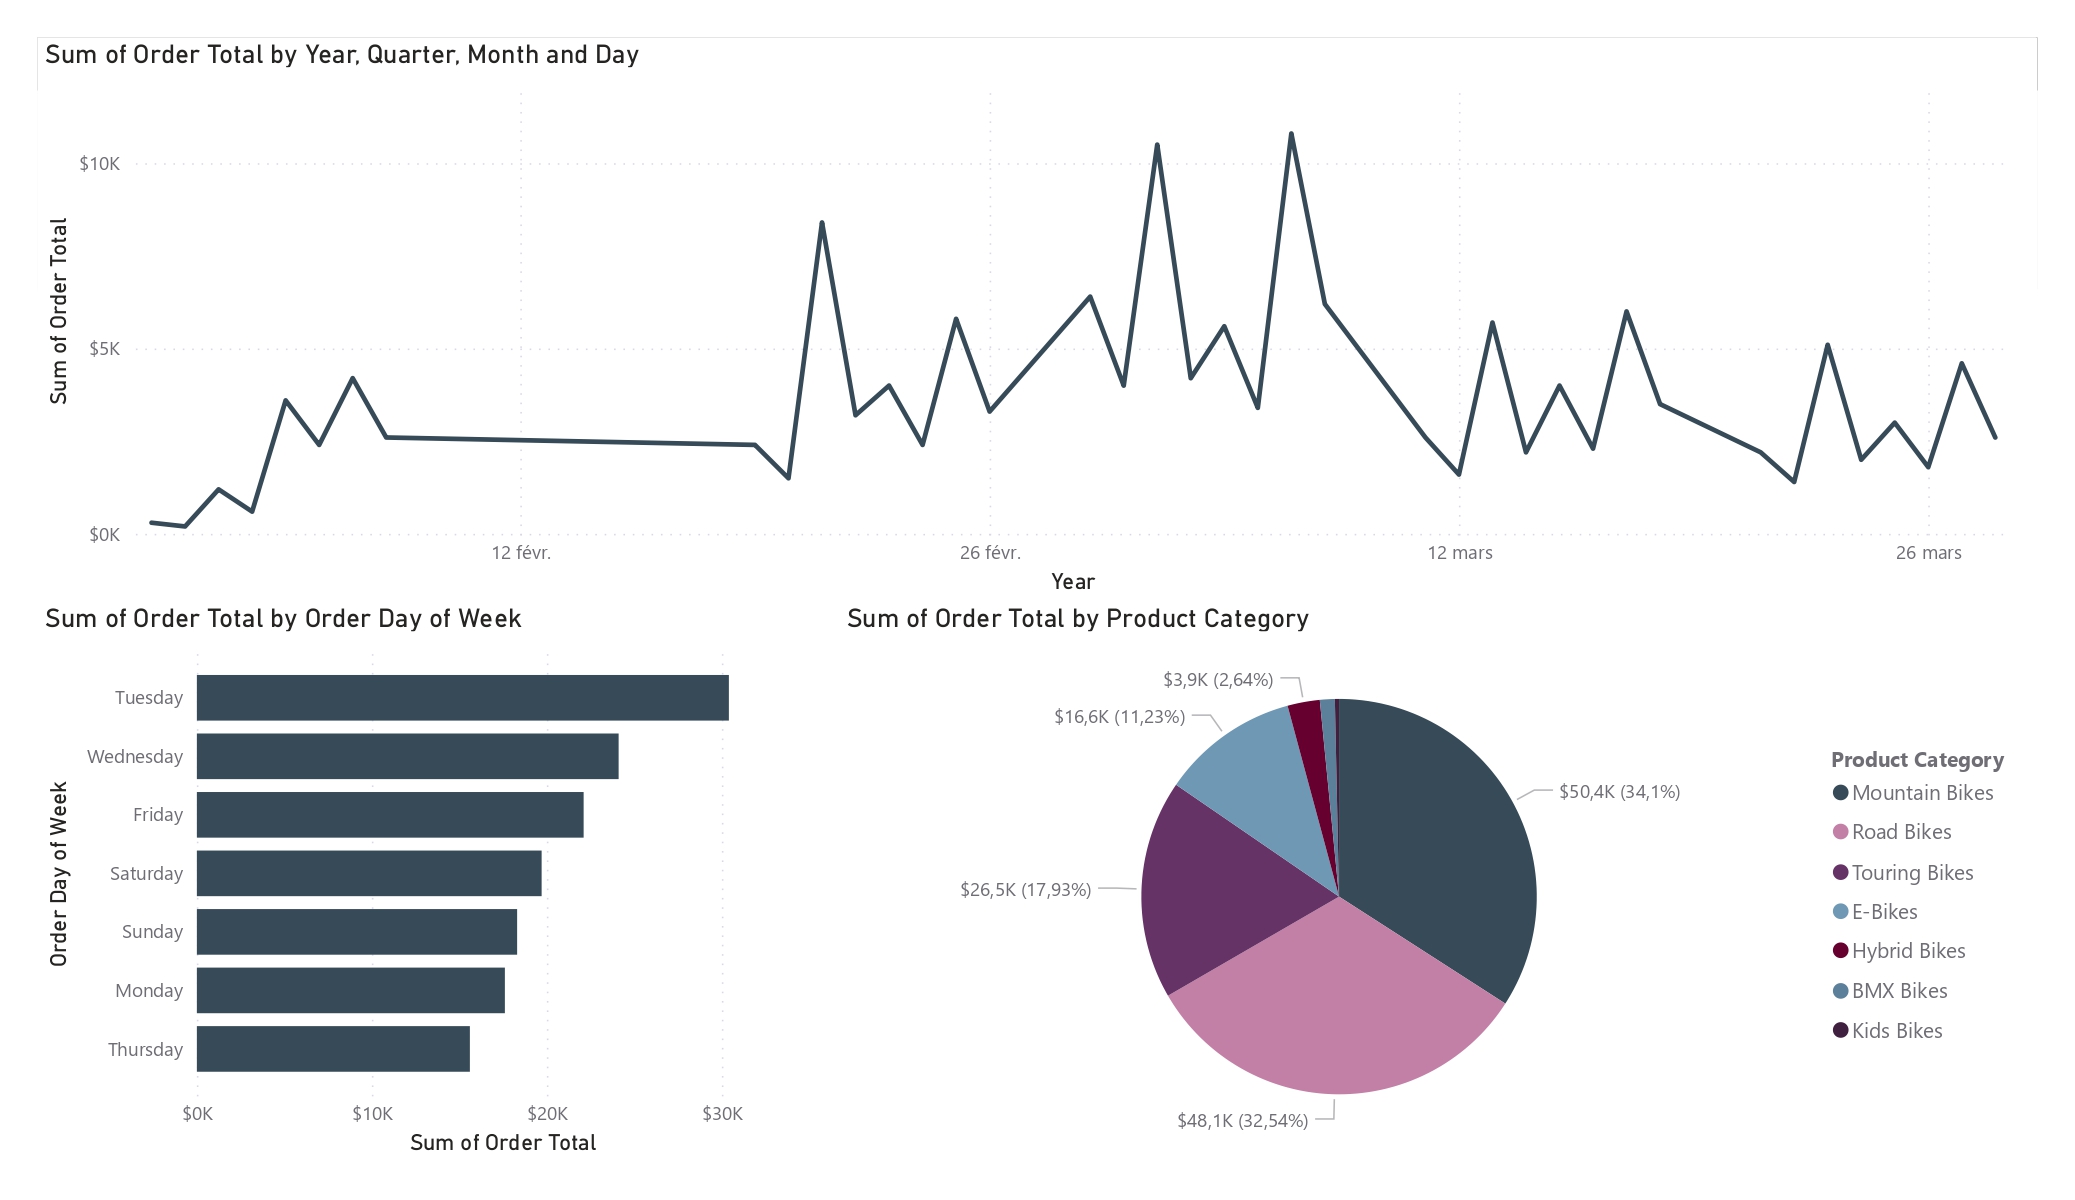 Sum of Order Total by Year, Quarter, Month and Day
$10K
$5K
$0K
Sum of Order Total
12 févr.
26 févr.
12 mars
26 mars
Year
Sum of Order Total by Order Day of Week
Order Day of Week
Tuesday
Wednesday
Friday
Saturday
Sunday
Monday
Thursday
$0K
$10K
$20K
$30K
Sum of Order Total
Sum of Order Total by Product Category
$3,9K (2,64%)
$16,6K (11,23%)
$50,4K (34,1%)
$26,5K (17,93%)
$48,1K (32,54%)
Product Category
Mountain Bikes
Road Bikes
Touring Bikes
E-Bikes
Hybrid Bikes
BMX Bikes
Kids Bikes